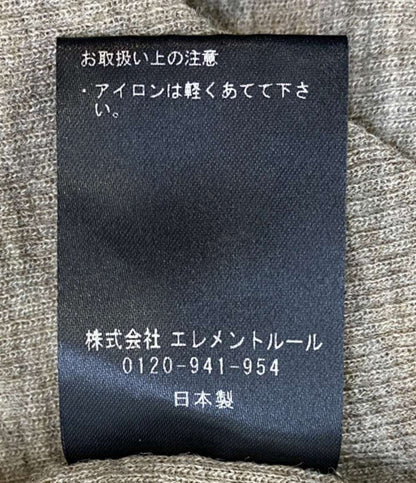 お取扱い上の注意
・アイロンは軽くあてて下さ
い。
株式会社 エレメントルール
0120-941-954
日本製